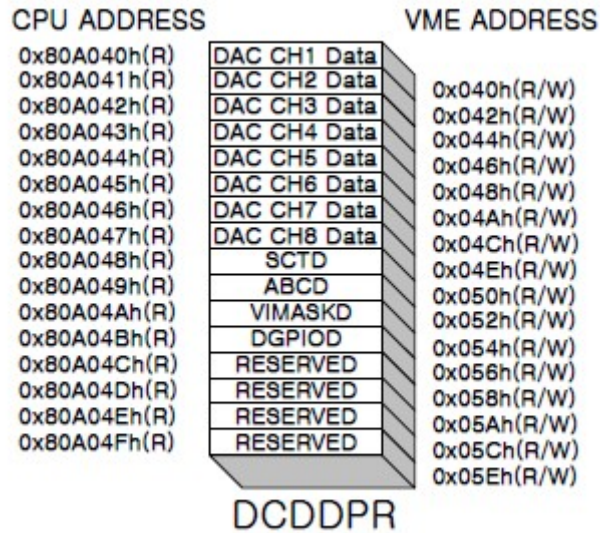 CPU ADDRESS VME ADDRESS
0x80A040h(R) DAC CH1 Data 0x040h(R/W)
0x80A041h(R) DAC CH2 Data 0x042h(R/W)
0x80A042h(R) DAC CH3 Data 0x044h(R/W)
0x80A043h(R) DAC CH4 Data 0x046h(R/W)
0x80A044h(R) DAC CH5 Data 0x048h(R/W)
0x80A045h(R) DAC CH6 Data 0x04Ah(R/W)
0x80A046h(R) DAC CH7 Data 0x04Ch(R/W)
0x80A047h(R) DAC CH8 Data 0x04Eh(R/W)
0x80A048h(R) SCTD 0x050h(R/W)
0x80A049h(R) ABCD 0x052h(R/W)
0x80A04Ah(R) VIMASKD 0x054h(R/W)
0x80A04Bh(R) DGPIOD 0x056h(R/W)
0x80A04Ch(R) RESERVED 0x058h(R/W)
0x80A04Dh(R) RESERVED 0x05Ah(R/W)
0x80A04Eh(R) RESERVED 0x05Ch(R/W)
0x80A04Fh(R) RESERVED 0x05Eh(R/W)
DCDDPR